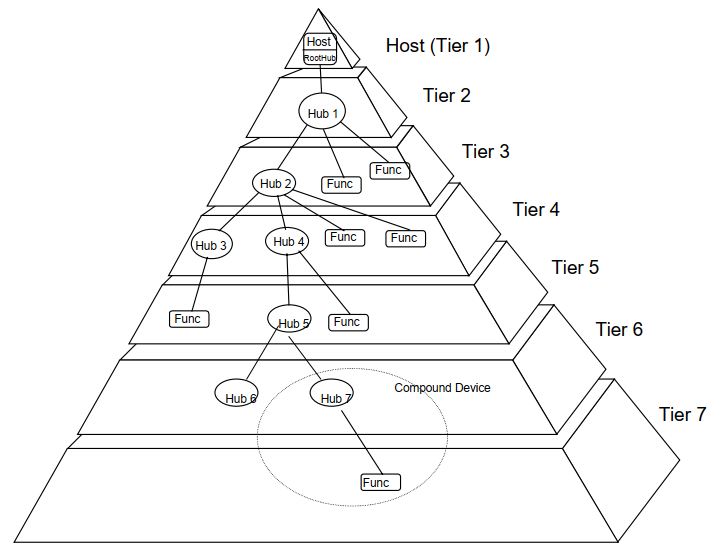 Host
RootHub
Host (Tier 1)
Hub 1
Tier 2
Hub 2
Func
Func
Tier 3
Hub 3
Hub 4
Func
Func
Tier 4
Func
Hub 5
Func
Tier 5
Hub 6
Hub 7
Compound Device
Tier 6
Func
Tier 7